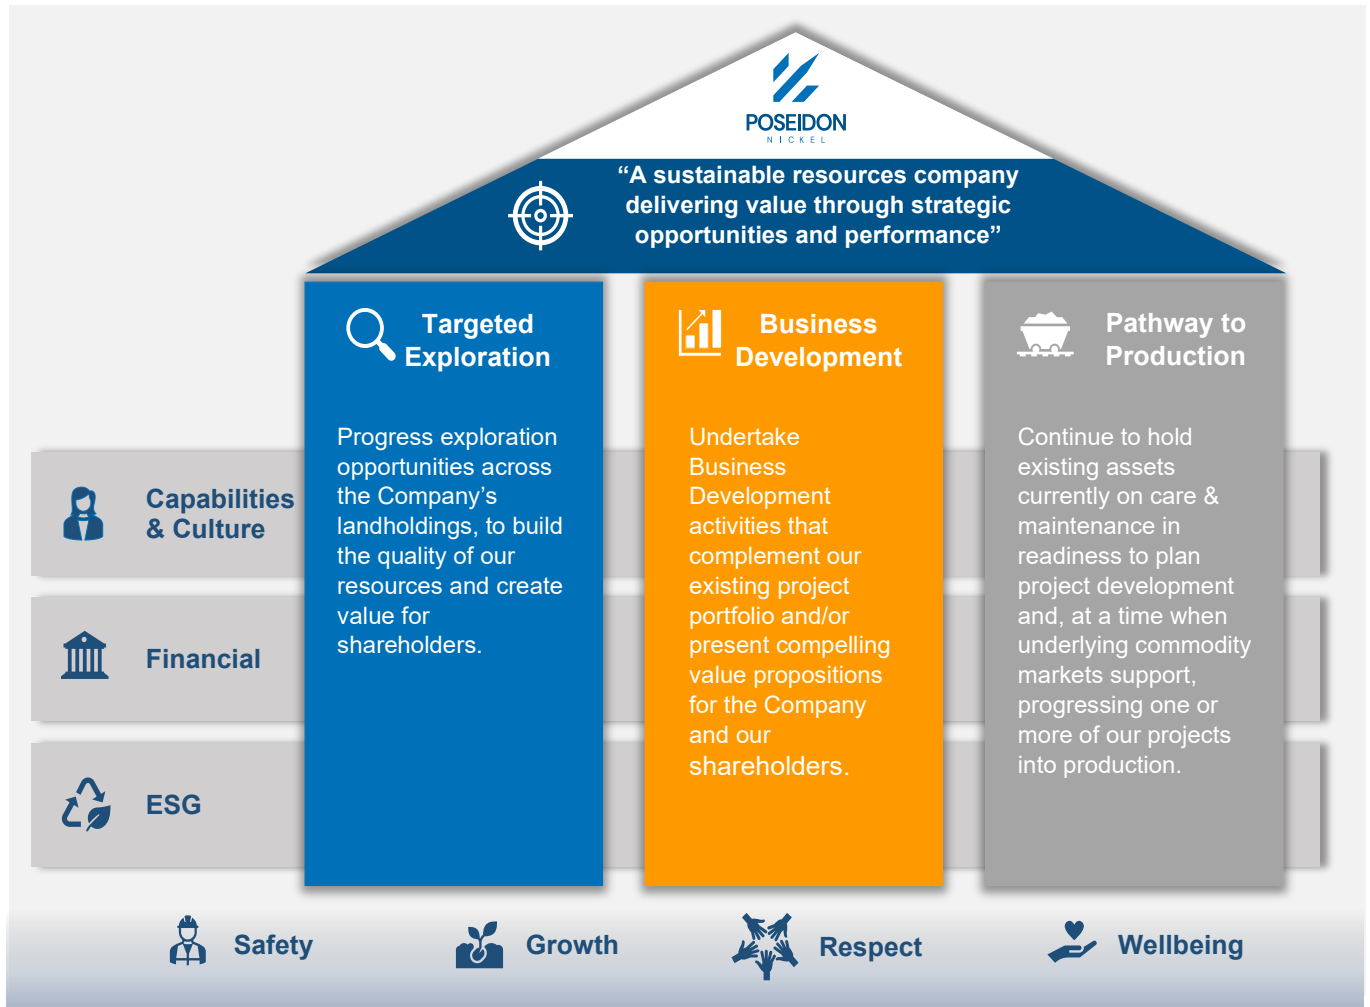 POSEIDON
NICKEL
“A sustainable resources company
delivering value through strategic
opportunities and performance”
Targeted
Exploration
Progress exploration
opportunities across
the Company’s
landholdings, to build
the quality of our
resources and create
value for
shareholders.
Business
Development
Undertake
Business
Development
activities that
complement our
existing project
portfolio and/or
present compelling
value propositions
for the Company
and our
shareholders.
Pathway to
Production
Continue to hold
existing assets
currently on care &
maintenance in
readiness to plan
project development
and, at a time when
underlying commodity
markets support,
progressing one or
more of our projects
into production.
Capabilities
& Culture
Financial
ESG
Safety
Growth
Respect
Wellbeing